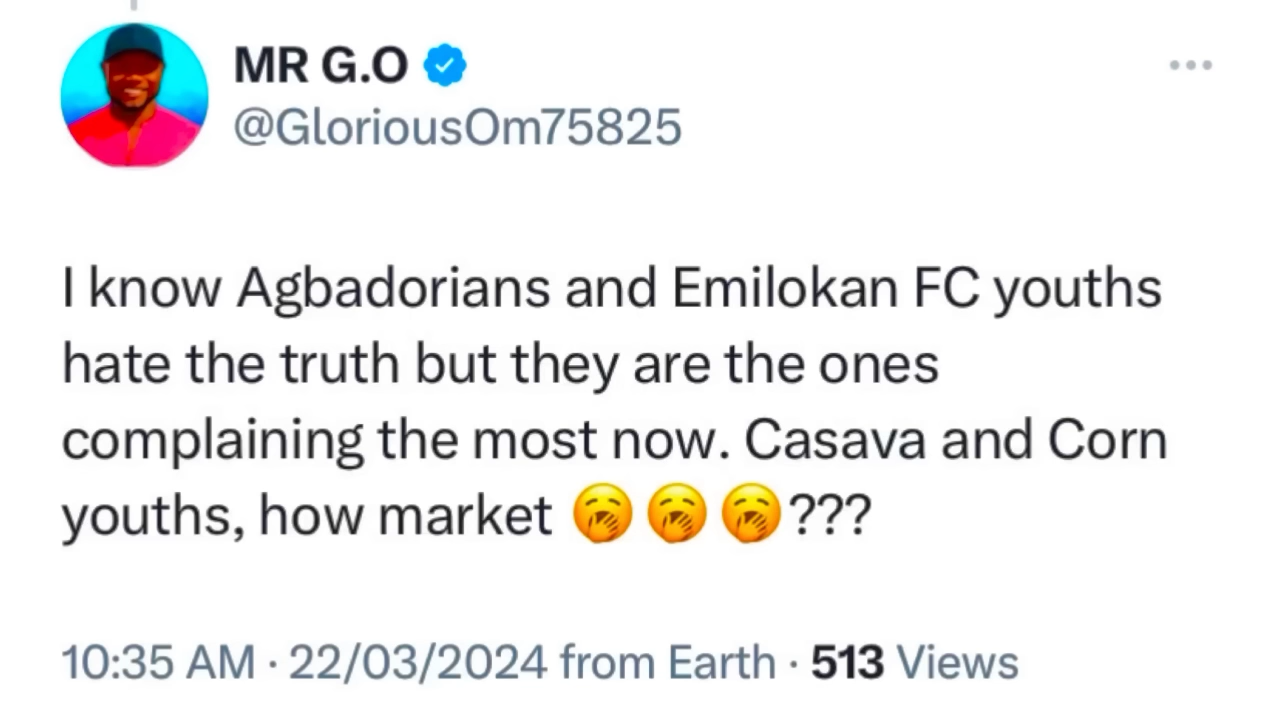 MR G.O
@GloriousOm75825
I know Agbadorians and Emilokan FC youths
hate the truth but they are the ones
complaining the most now. Casava and Corn
youths, how market 🥱🥱🥱???
10:35 AM · 22/03/2024 from Earth · 513 Views